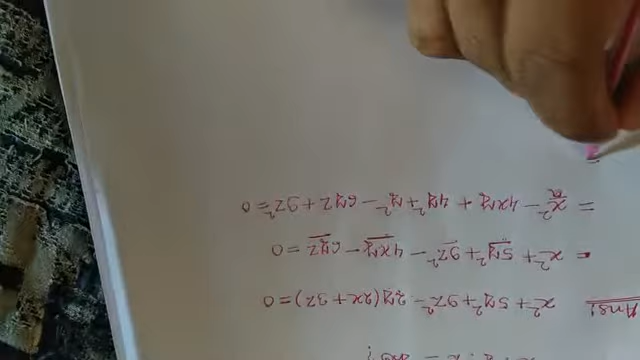 Ans: x² + 5y² + 9z² - 2y(2x + 3z) = 0
x² + 5y² + 9z² - 4xy - 6yz = 0
= x² - 4xy + 4y² + y² - 6yz + 9z² = 0
=